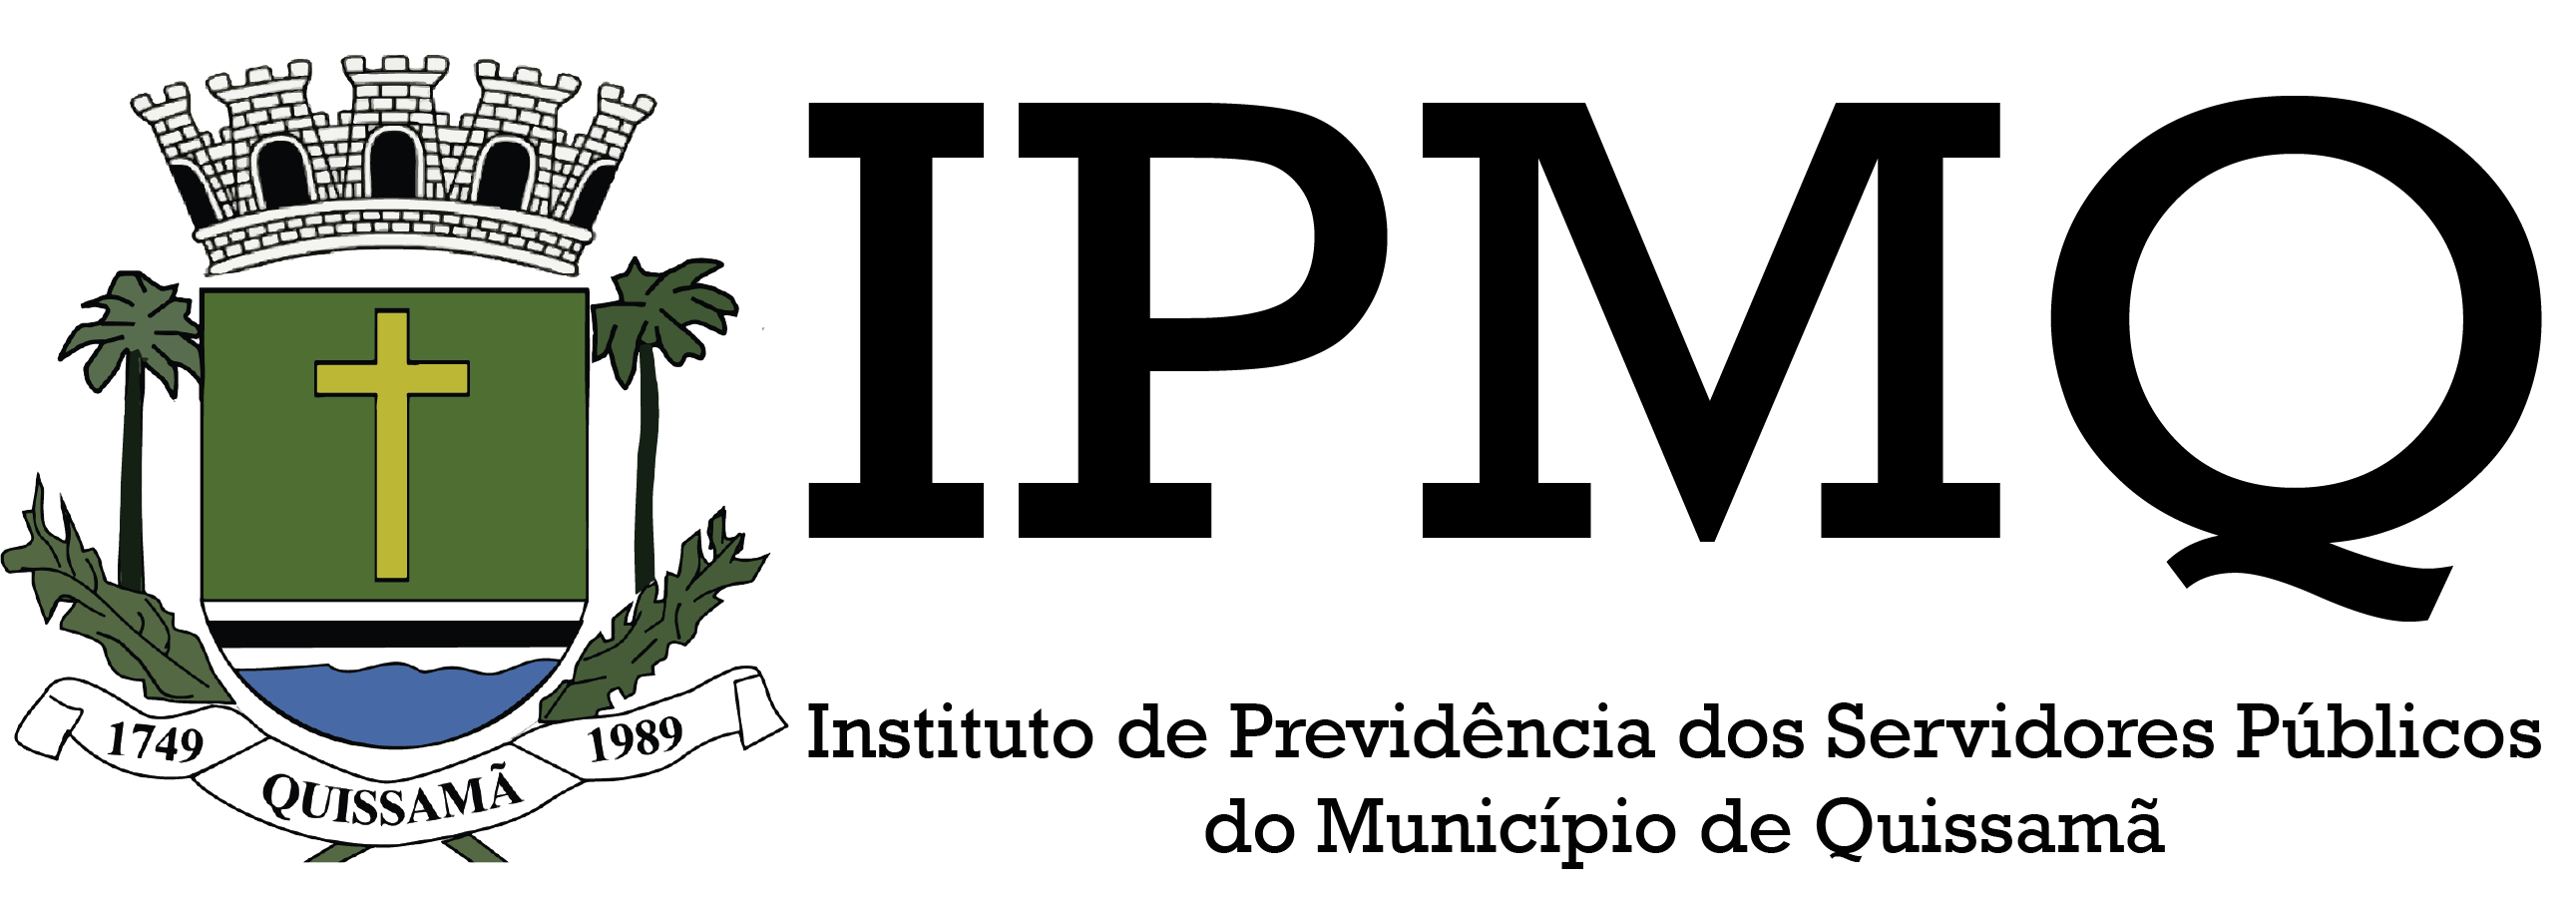 IPMQ
Instituto de Previdência dos Servidores Públicos
do Município de Quissamã
1749
QUISSAMÃ
1989